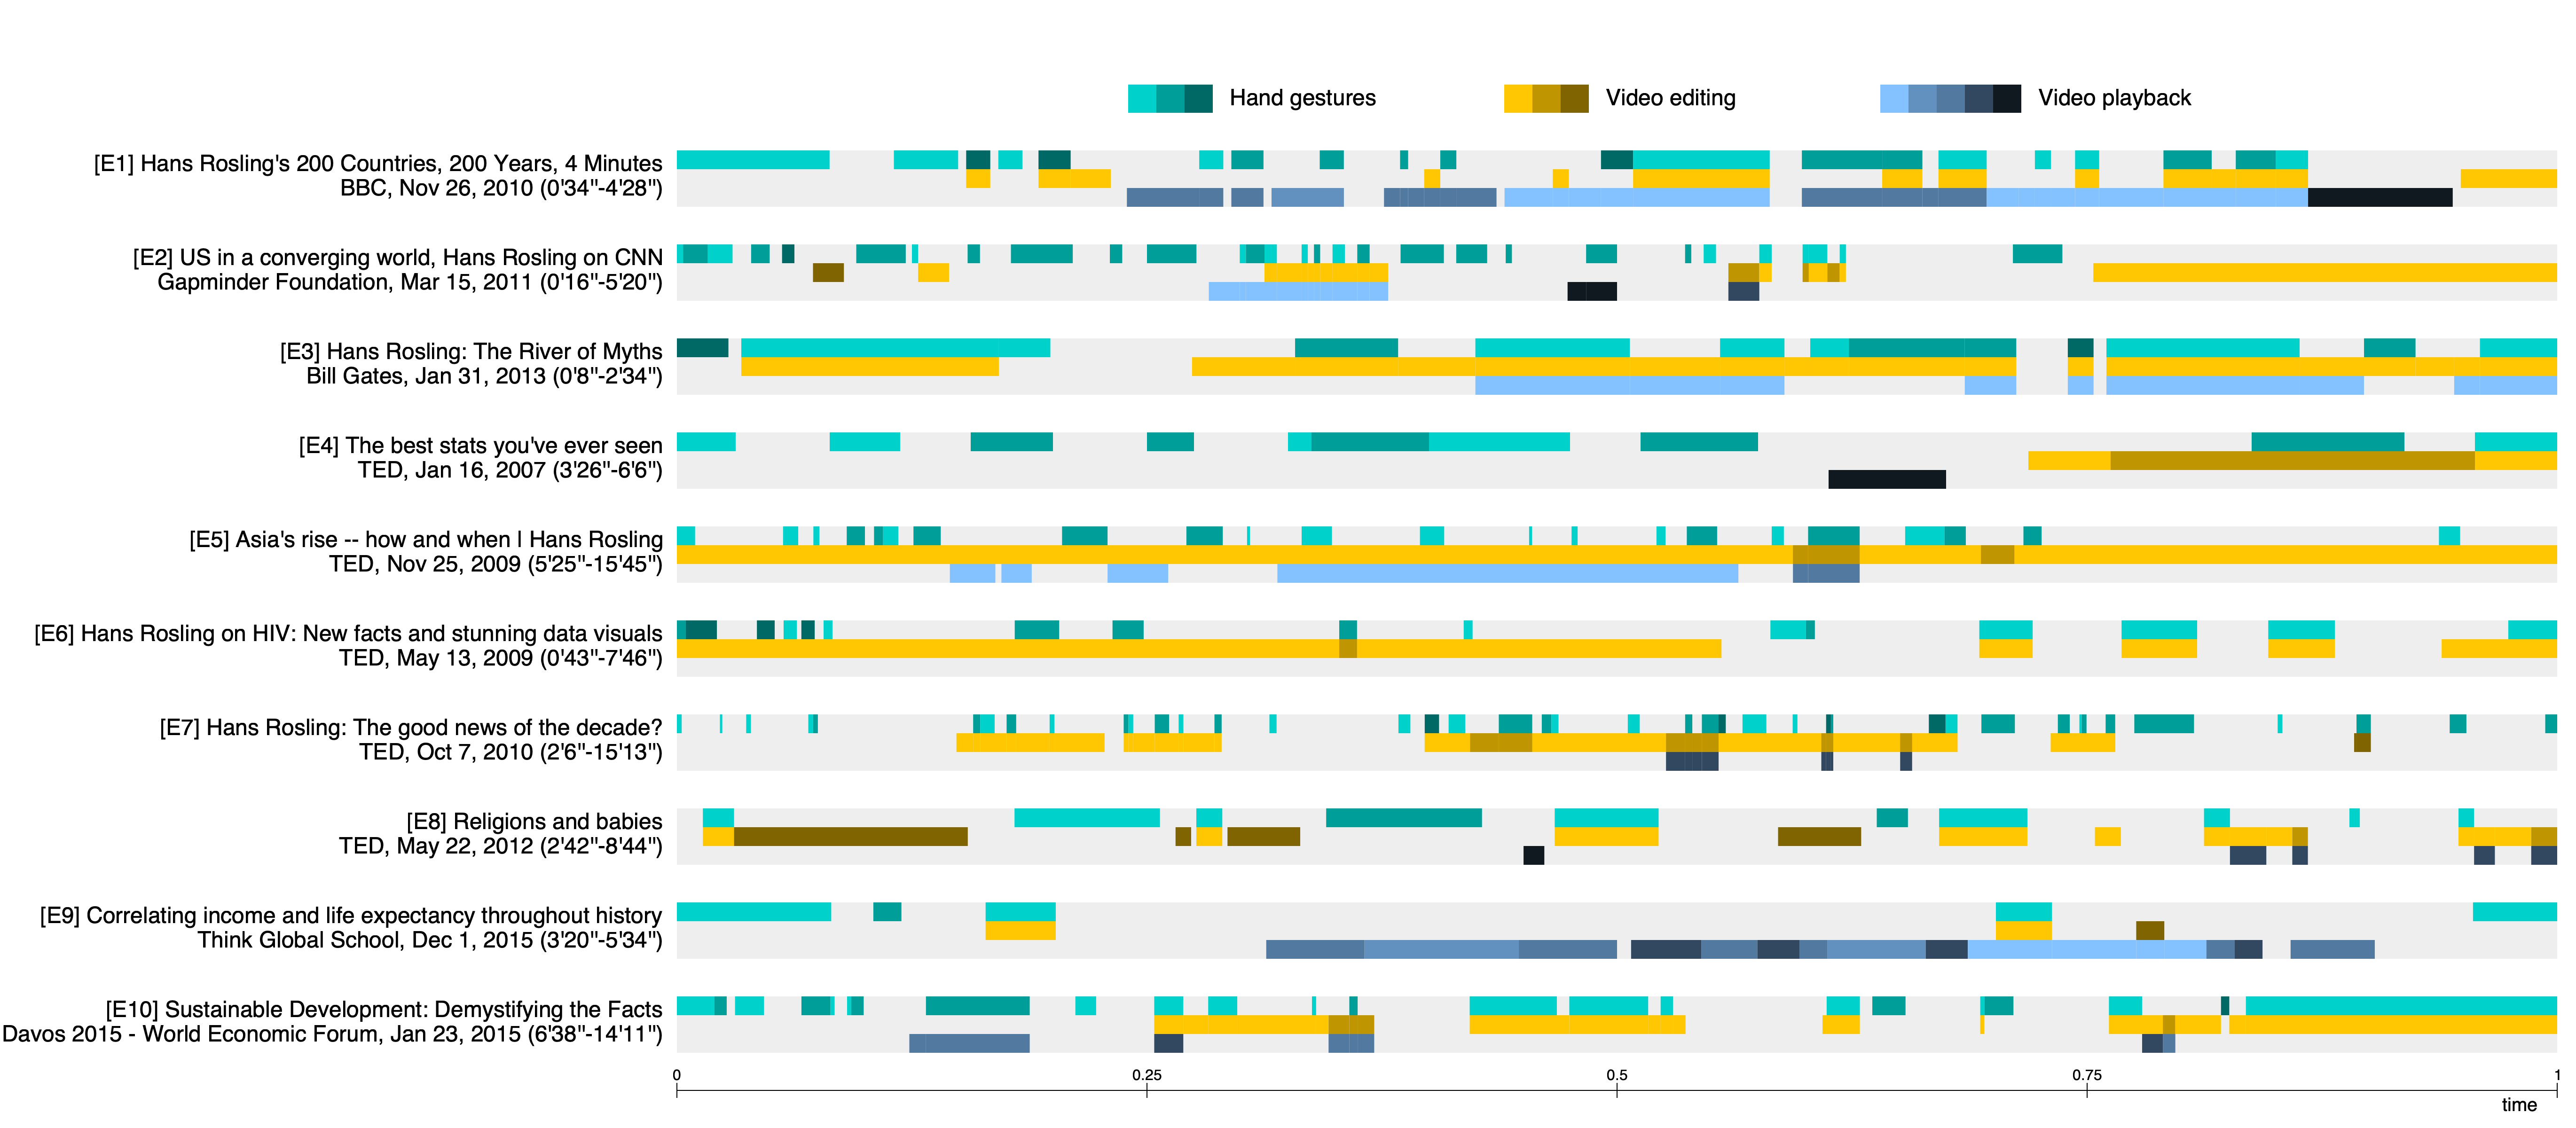 Hand gestures
Video editing
Video playback
[E1] Hans Rosling's 200 Countries, 200 Years, 4 Minutes
BBC, Nov 26, 2010 (0'34"-4'28")
[E2] US in a converging world, Hans Rosling on CNN
Gapminder Foundation, Mar 15, 2011 (0'16"-5'20")
[E3] Hans Rosling: The River of Myths
Bill Gates, Jan 31, 2013 (0'8"-2'34")
[E4] The best stats you've ever seen
TED, Jan 16, 2007 (3'26"-6'6")
[E5] Asia's rise -- how and when | Hans Rosling
TED, Nov 25, 2009 (5'25"-15'45")
[E6] Hans Rosling on HIV: New facts and stunning data visuals
TED, May 13, 2009 (0'43"-7'46")
[E7] Hans Rosling: The good news of the decade?
TED, Oct 7, 2010 (2'6"-15'13")
[E8] Religions and babies
TED, May 22, 2012 (2'42"-8'44")
[E9] Correlating income and life expectancy throughout history
Think Global School, Dec 1, 2015 (3'20"-5'34")
[E10] Sustainable Development: Demystifying the Facts
Davos 2015 - World Economic Forum, Jan 23, 2015 (6'38"-14'11")
0 0.25 0.5 0.75 1
time